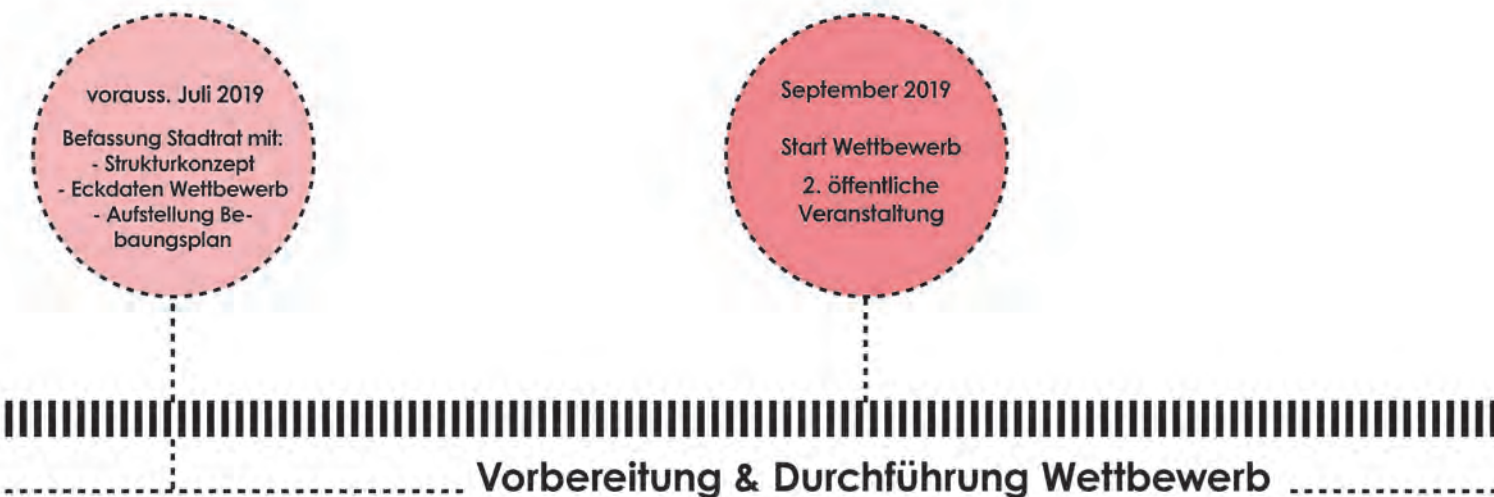 vorauss. Juli 2019
Befassung Stadtrat mit:
- Strukturkonzept
- Eckdaten Wettbewerb
- Aufstellung Be-
baungsplan
September 2019
Start Wettbewerb
2. öffentliche
Veranstaltung
Vorbereitung & Durchführung Wettbewerb